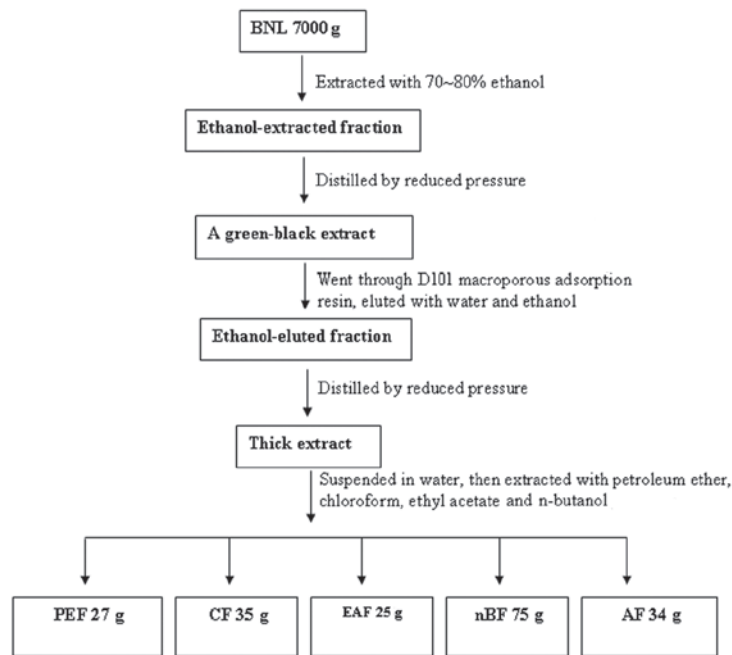 BNL 7000 g
Extracted with 70~80% ethanol
Ethanol-extracted fraction
Distilled by reduced pressure
A green-black extract
Went through D101 macroporous adsorption
resin, eluted with water and ethanol
Ethanol-eluted fraction
Distilled by reduced pressure
Thick extract
Suspended in water, then extracted with petroleum ether,
chloroform, ethyl acetate and n-butanol
PEF 27 g
CF 35 g
EAF 25 g
nBF 75 g
AF 34 g